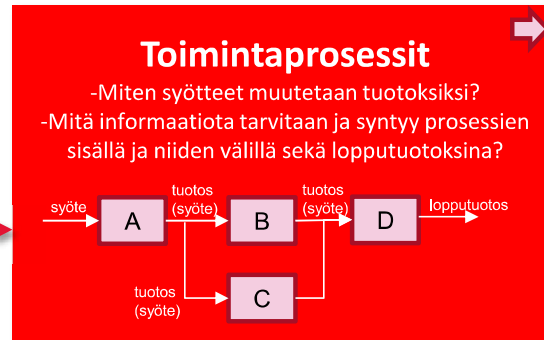 Toimintaprosessit
-Miten syötteet muutetaan tuotoksiksi?
-Mitä informaatiota tarvitaan ja syntyy prosessien
sisällä ja niiden välillä sekä lopputuotoksina?
syöte
A
tuotos
(syöte)
B
tuotos
(syöte)
D
lopputuotos
tuotos
(syöte)
C